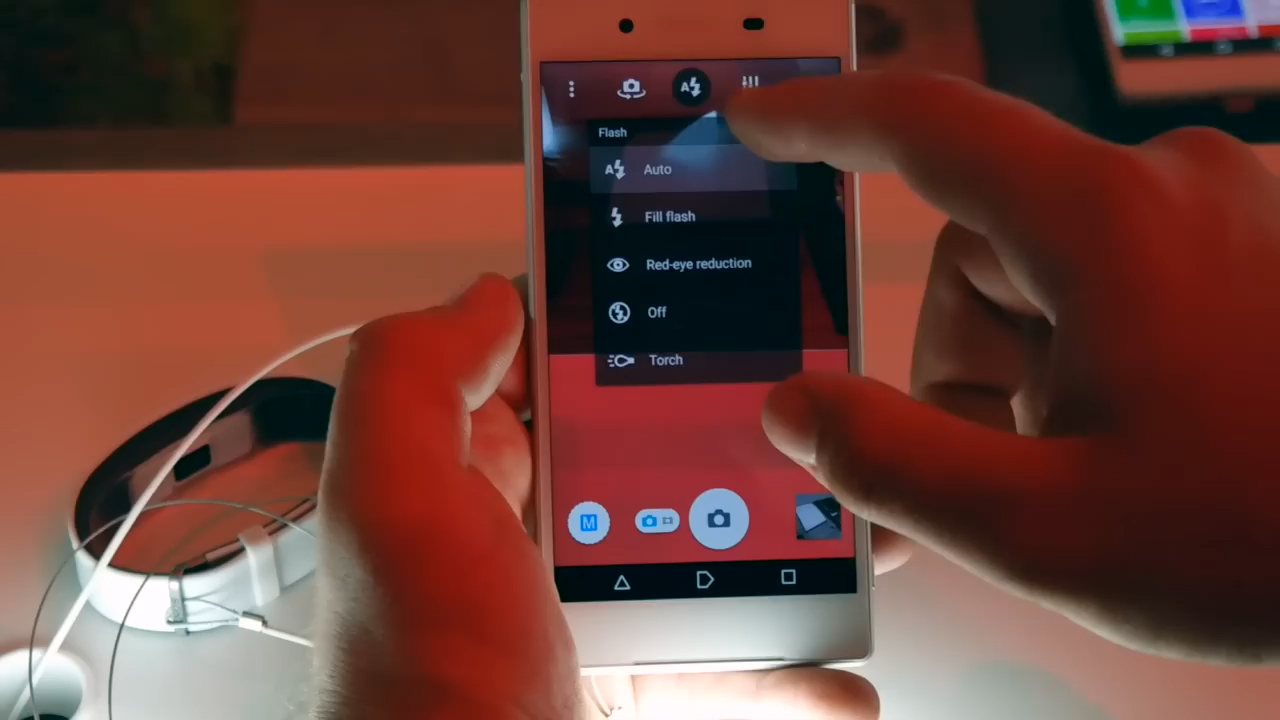 A
Flash
A Auto
Fill flash
Red-eye reduction
Off
Torch
M